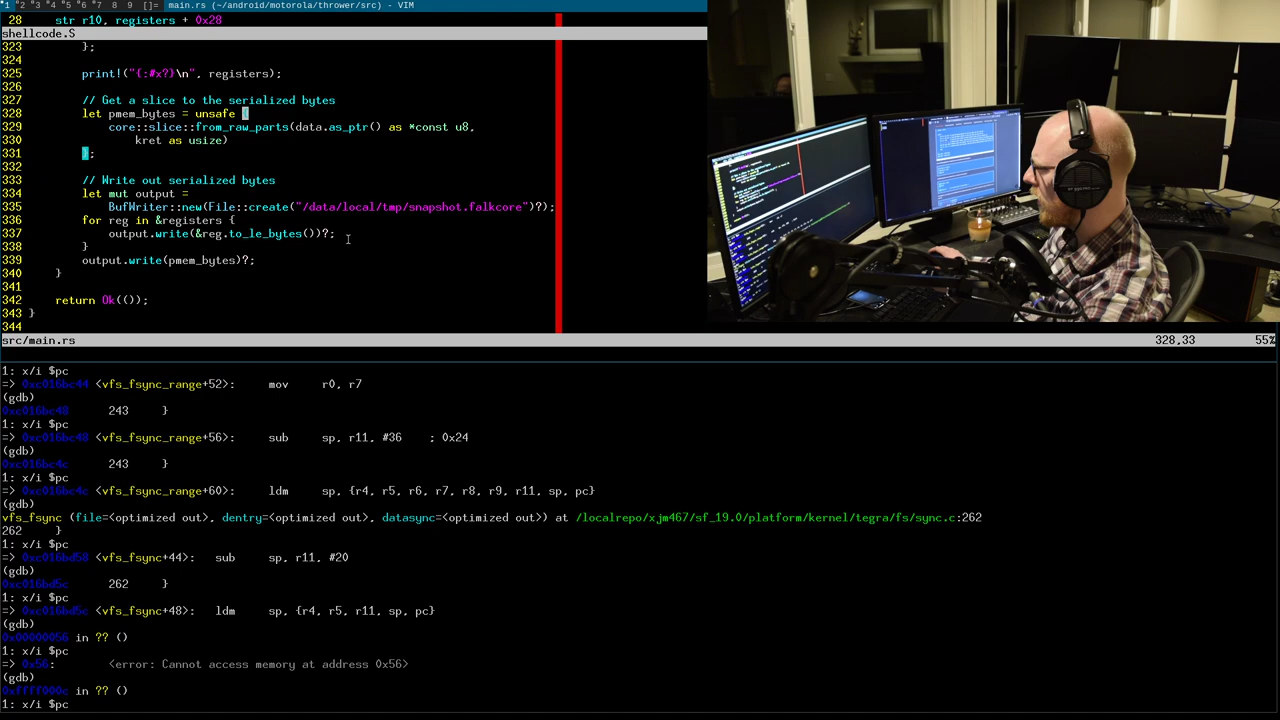 *1 *2 *3 *4 *5 *6 *7 8 9 []= main.rs (~/android/motorola/thrower/src) - VIM
28 str r10, registers + 0x28
shellcode.S
323 };
324
325 print!("{:#x?}\n", registers);
326
327 // Get a slice to the serialized bytes
328 let pmem_bytes = unsafe {
329 core::slice::from_raw_parts(data.as_ptr() as *const u8,
330 kret as usize)
331 };
332
333 // Write out serialized bytes
334 let mut output =
335 BufWriter::new(File::create("/data/local/tmp/snapshot.falkcore")?);
336 for reg in &registers {
337 output.write(&reg.to_le_bytes())?;
338 }
339 output.write(pmem_bytes)?;
340 }
341
342 return Ok(());
343 }
344
src/main.rs 328,33 55%
1: x/i $pc
=> 0xc016bc44 <vfs_fsync_range+52>: mov r0, r7
(gdb)
0xc016bc48 243 }
1: x/i $pc
=> 0xc016bc48 <vfs_fsync_range+56>: sub sp, r11, #36 ; 0x24
(gdb)
0xc016bc4c 243 }
1: x/i $pc
=> 0xc016bc4c <vfs_fsync_range+60>: ldm sp, {r4, r5, r6, r7, r8, r9, r11, sp, pc}
(gdb)
vfs_fsync (file=<optimized out>, dentry=<optimized out>, datasync=<optimized out>) at /localrepo/xjm467/sf_19.0/platform/kernel/tegra/fs/sync.c:262
262 }
1: x/i $pc
=> 0xc016bd58 <vfs_fsync+44>: sub sp, r11, #20
(gdb)
0xc016bd5c 262 }
1: x/i $pc
=> 0xc016bd5c <vfs_fsync+48>: ldm sp, {r4, r5, r11, sp, pc}
(gdb)
0x00000056 in ?? ()
1: x/i $pc
=> 0x56: <error: Cannot access memory at address 0x56>
(gdb)
0xffff000c in ?? ()
1: x/i $pc